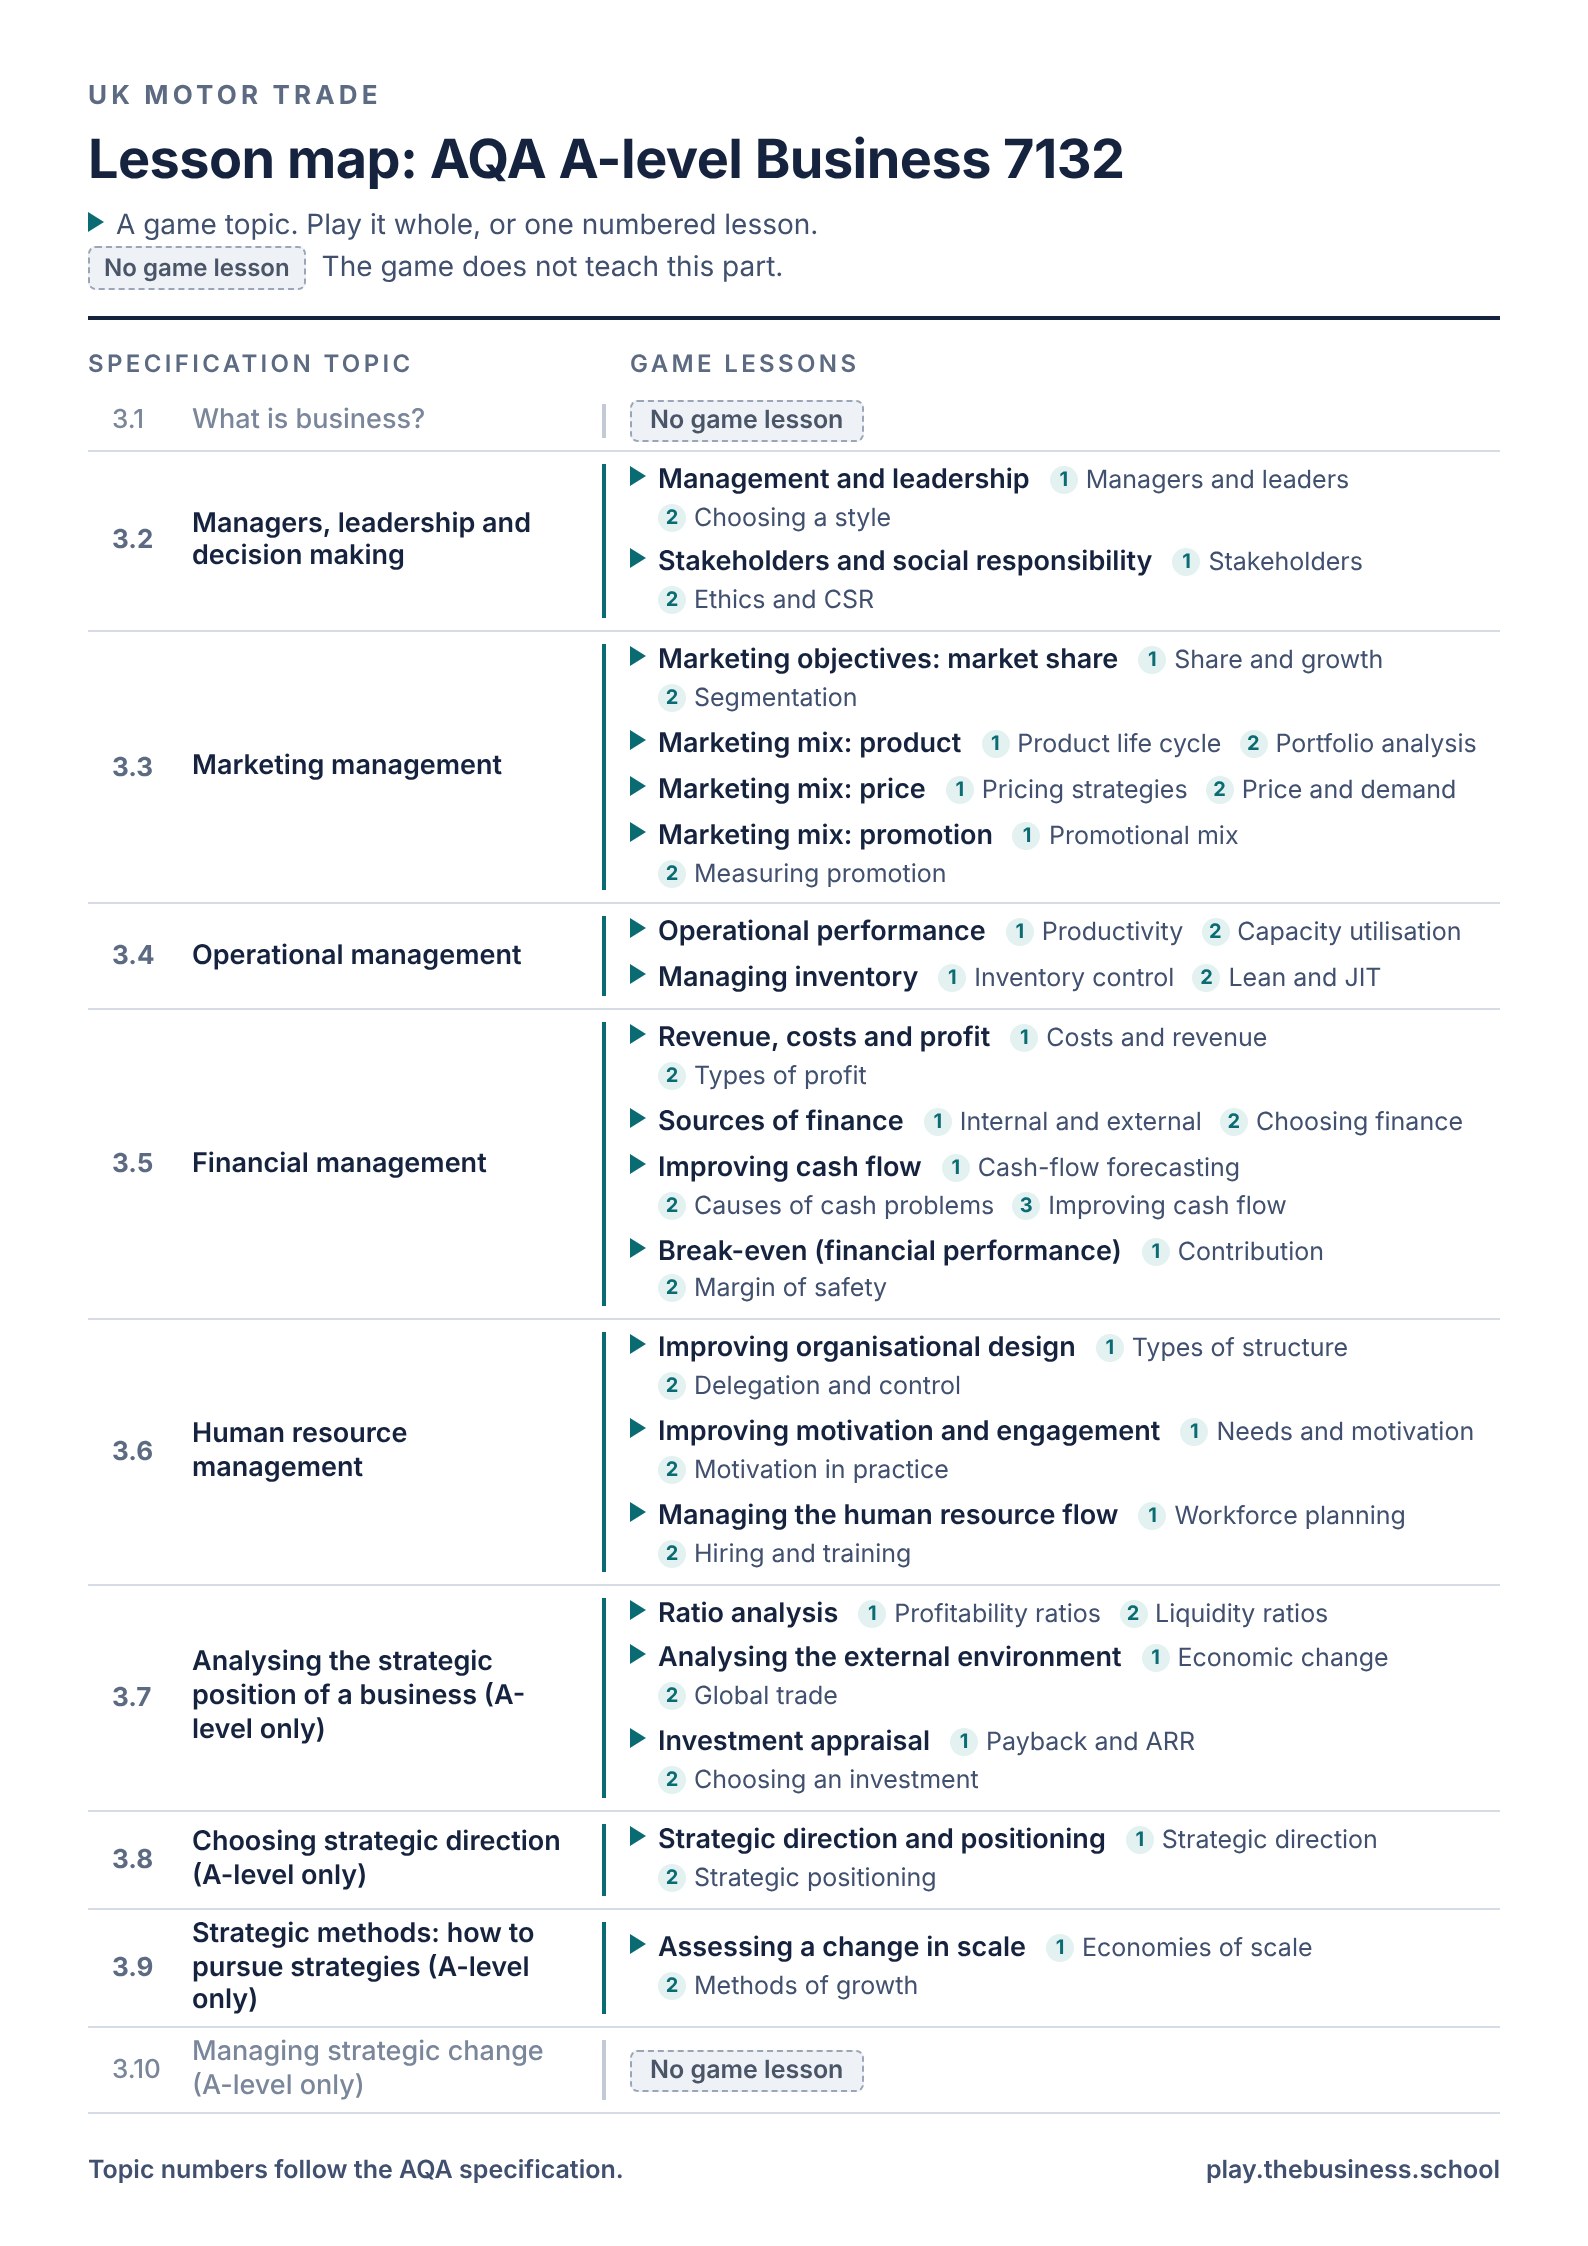 UK MOTOR TRADE
Lesson map: AQA A-level Business 7132
A game topic. Play it whole, or one numbered lesson.
No game lesson The game does not teach this part.
SPECIFICATION TOPIC GAME LESSONS
3.1 What is business? No game lesson
3.2 Managers, leadership and
decision making
Management and leadership 1 Managers and leaders
2 Choosing a style
Stakeholders and social responsibility 1 Stakeholders
2 Ethics and CSR
3.3 Marketing management
Marketing objectives: market share 1 Share and growth
2 Segmentation
Marketing mix: product 1 Product life cycle 2 Portfolio analysis
Marketing mix: price 1 Pricing strategies 2 Price and demand
Marketing mix: promotion 1 Promotional mix
2 Measuring promotion
3.4 Operational management
Operational performance 1 Productivity 2 Capacity utilisation
Managing inventory 1 Inventory control 2 Lean and JIT
3.5 Financial management
Revenue, costs and profit 1 Costs and revenue
2 Types of profit
Sources of finance 1 Internal and external 2 Choosing finance
Improving cash flow 1 Cash-flow forecasting
2 Causes of cash problems 3 Improving cash flow
Break-even (financial performance) 1 Contribution
2 Margin of safety
3.6 Human resource
management
Improving organisational design 1 Types of structure
2 Delegation and control
Improving motivation and engagement 1 Needs and motivation
2 Motivation in practice
Managing the human resource flow 1 Workforce planning
2 Hiring and training
3.7 Analysing the strategic
position of a business (A-
level only)
Ratio analysis 1 Profitability ratios 2 Liquidity ratios
Analysing the external environment 1 Economic change
2 Global trade
Investment appraisal 1 Payback and ARR
2 Choosing an investment
3.8 Choosing strategic direction
(A-level only)
Strategic direction and positioning 1 Strategic direction
2 Strategic positioning
3.9 Strategic methods: how to
pursue strategies (A-level
only)
Assessing a change in scale 1 Economies of scale
2 Methods of growth
3.10 Managing strategic change
(A-level only)
No game lesson
Topic numbers follow the AQA specification. play.thebusiness.school